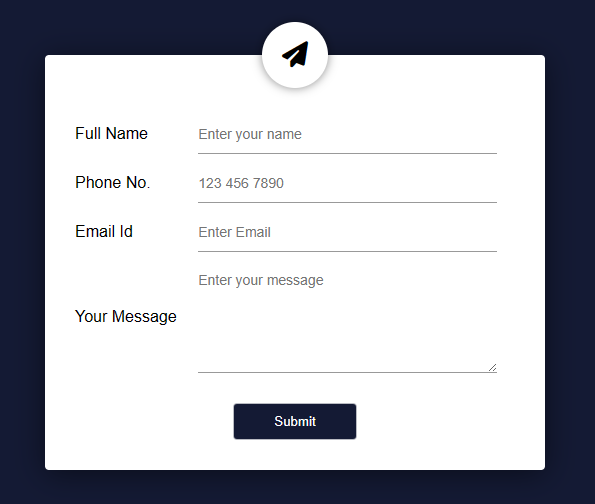 Full Name Enter your name
Phone No. 123 456 7890
Email Id Enter Email
Enter your message
Your Message
Submit